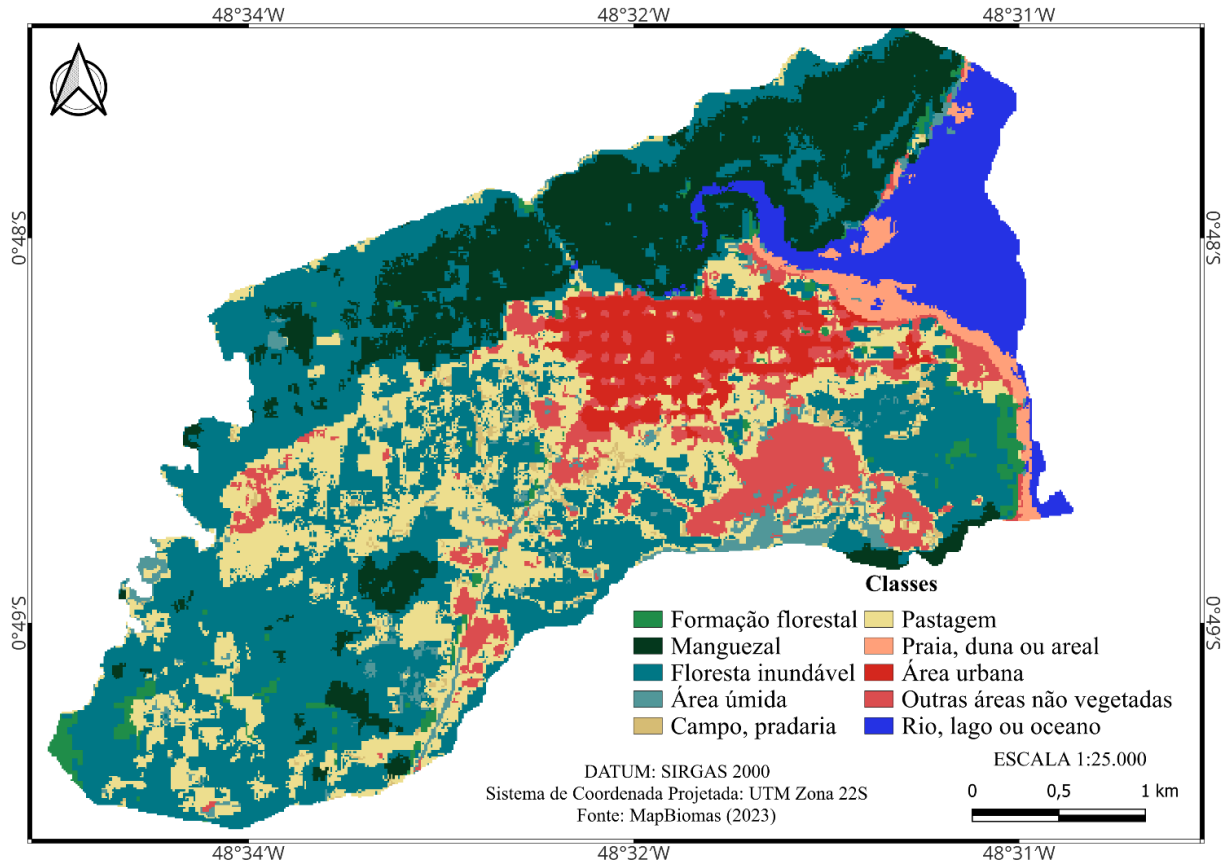 48°34′W 48°32′W 48°31′W
0°48′S 0°48′S
0°49′S 0°49′S
Classes
Formação florestal
Manguezal
Floresta inundável
Área úmida
Campo, pradaria
Pastagem
Praia, duna ou areal
Área urbana
Outras áreas não vegetadas
Rio, lago ou oceano
ESCALA 1:25.000
0 0,5 1 km
DATUM: SIRGAS 2000
Sistema de Coordenada Projetada: UTM Zona 22S
Fonte: MapBiomas (2023)
48°34′W 48°32′W 48°31′W